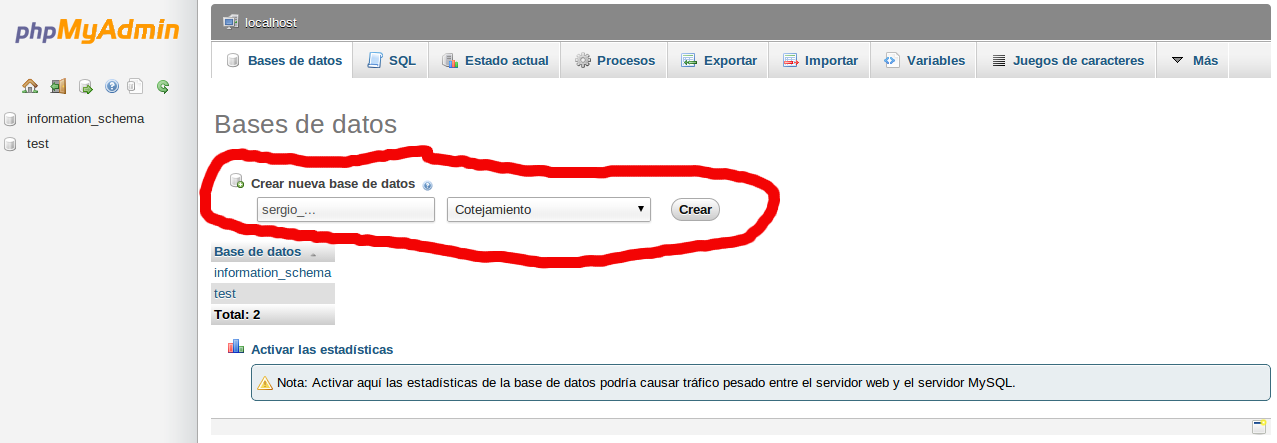 phpMyAdmin
localhost
Bases de datos SQL Estado actual Procesos Exportar Importar Variables Juegos de caracteres Más
information_schema
test
Bases de datos
Crear nueva base de datos
sergio_... Cotejamiento Crear
Base de datos
information_schema
test
Total: 2
Activar las estadísticas
Nota: Activar aquí las estadísticas de la base de datos podría causar tráfico pesado entre el servidor web y el servidor MySQL.